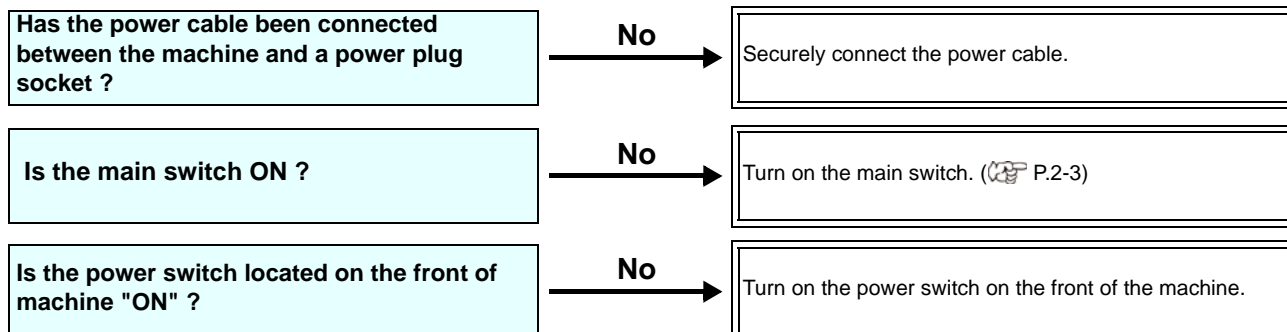 Has the power cable been connected
between the machine and a power plug
socket ?
No
Securely connect the power cable.
Is the main switch ON ?
No
Turn on the main switch. ( P.2-3)
Is the power switch located on the front of
machine "ON" ?
No
Turn on the power switch on the front of the machine.